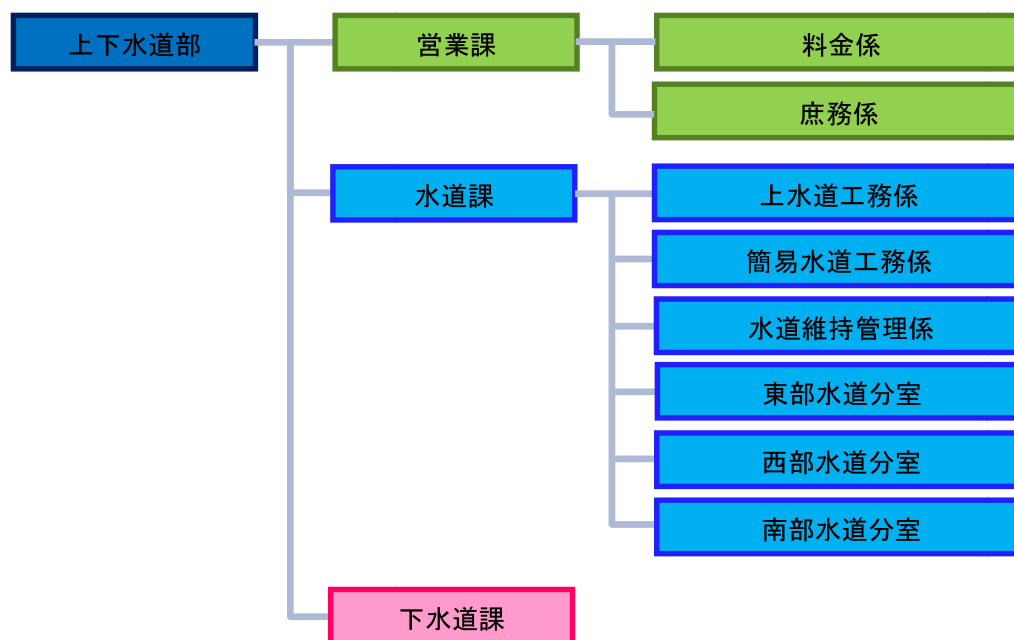 上下水道部
営業課
料金係
庶務係
水道課
上水道工務係
簡易水道工務係
水道維持管理係
東部水道分室
西部水道分室
南部水道分室
下水道課